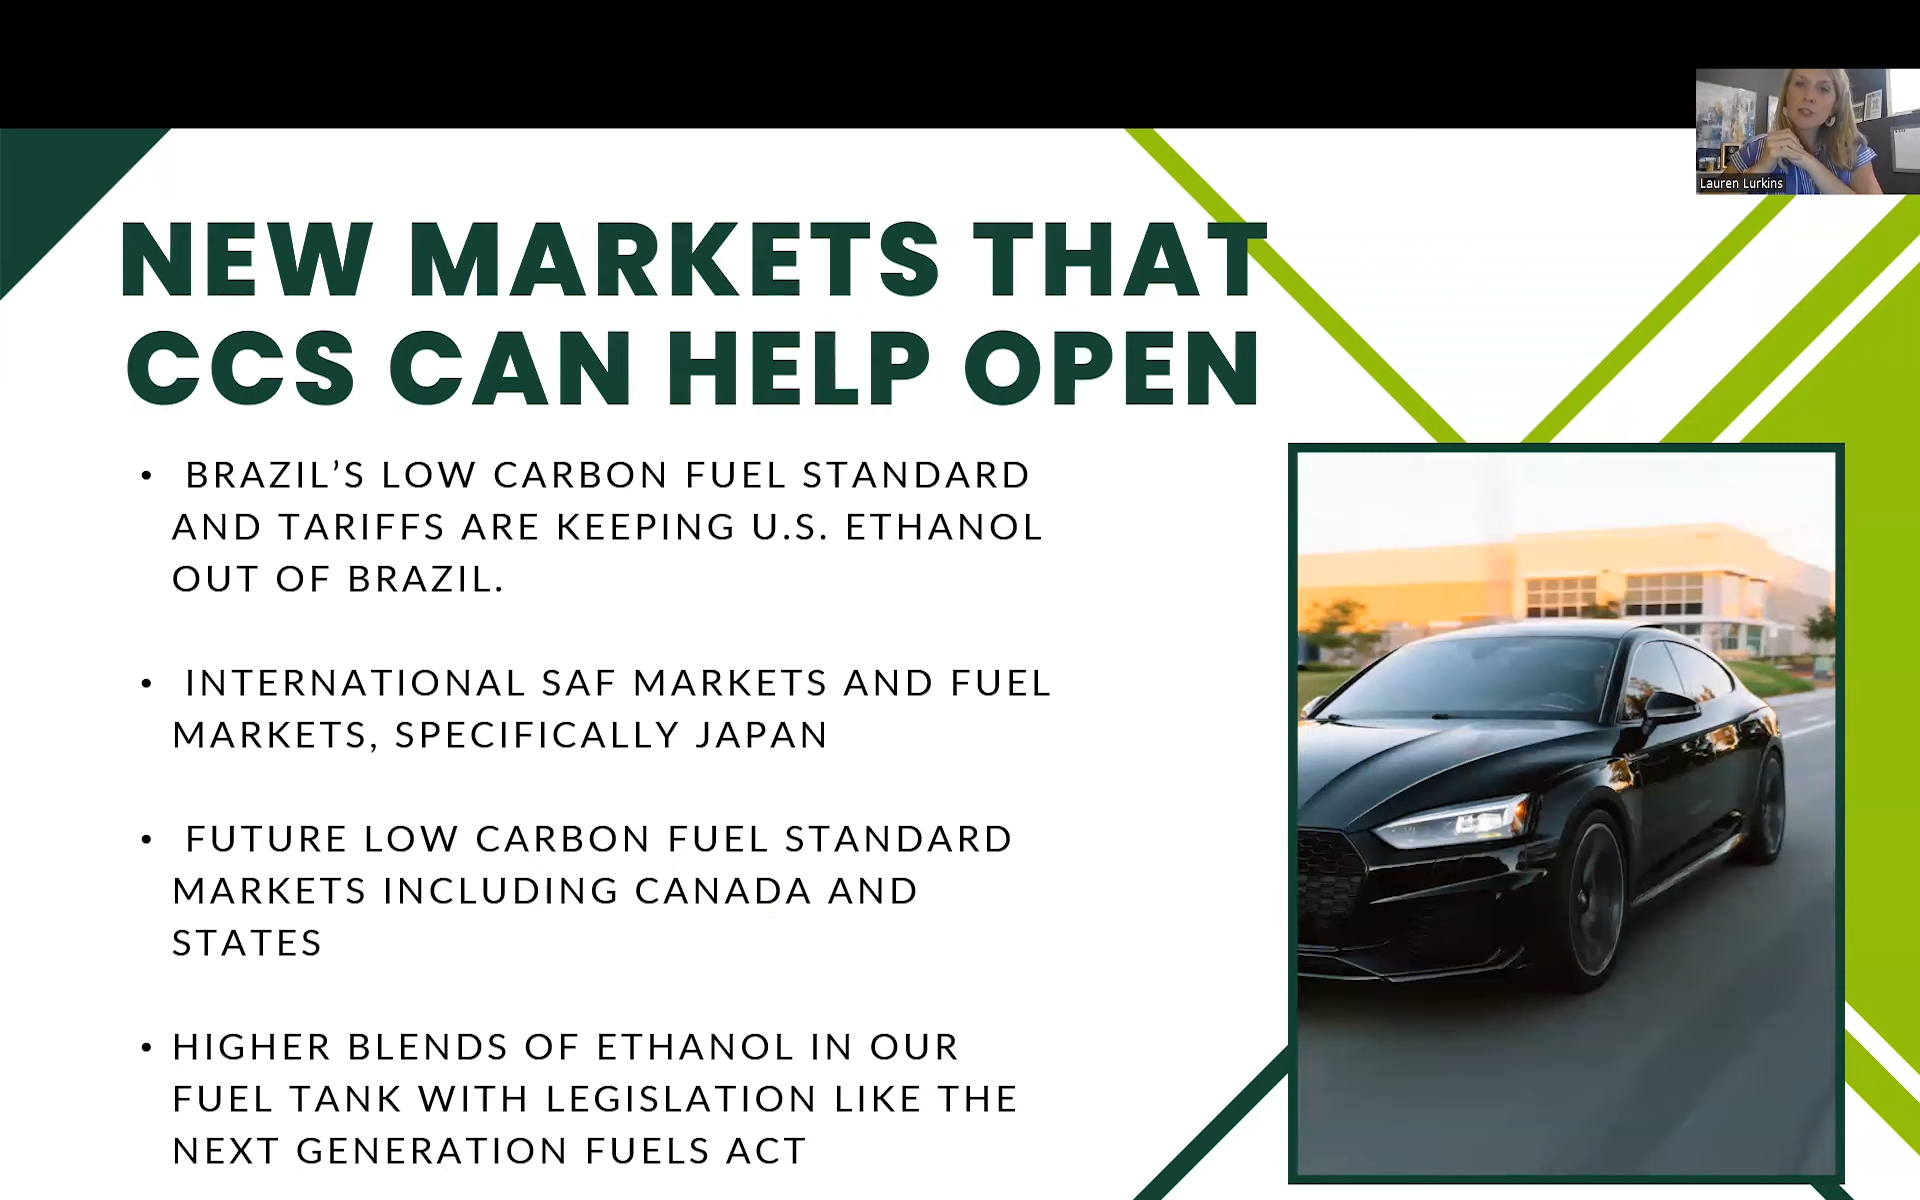 Lauren Lurkins
NEW MARKETS THAT
CCS CAN HELP OPEN
• BRAZIL’S LOW CARBON FUEL STANDARD
AND TARIFFS ARE KEEPING U.S. ETHANOL
OUT OF BRAZIL.
• INTERNATIONAL SAF MARKETS AND FUEL
MARKETS, SPECIFICALLY JAPAN
• FUTURE LOW CARBON FUEL STANDARD
MARKETS INCLUDING CANADA AND
STATES
• HIGHER BLENDS OF ETHANOL IN OUR
FUEL TANK WITH LEGISLATION LIKE THE
NEXT GENERATION FUELS ACT